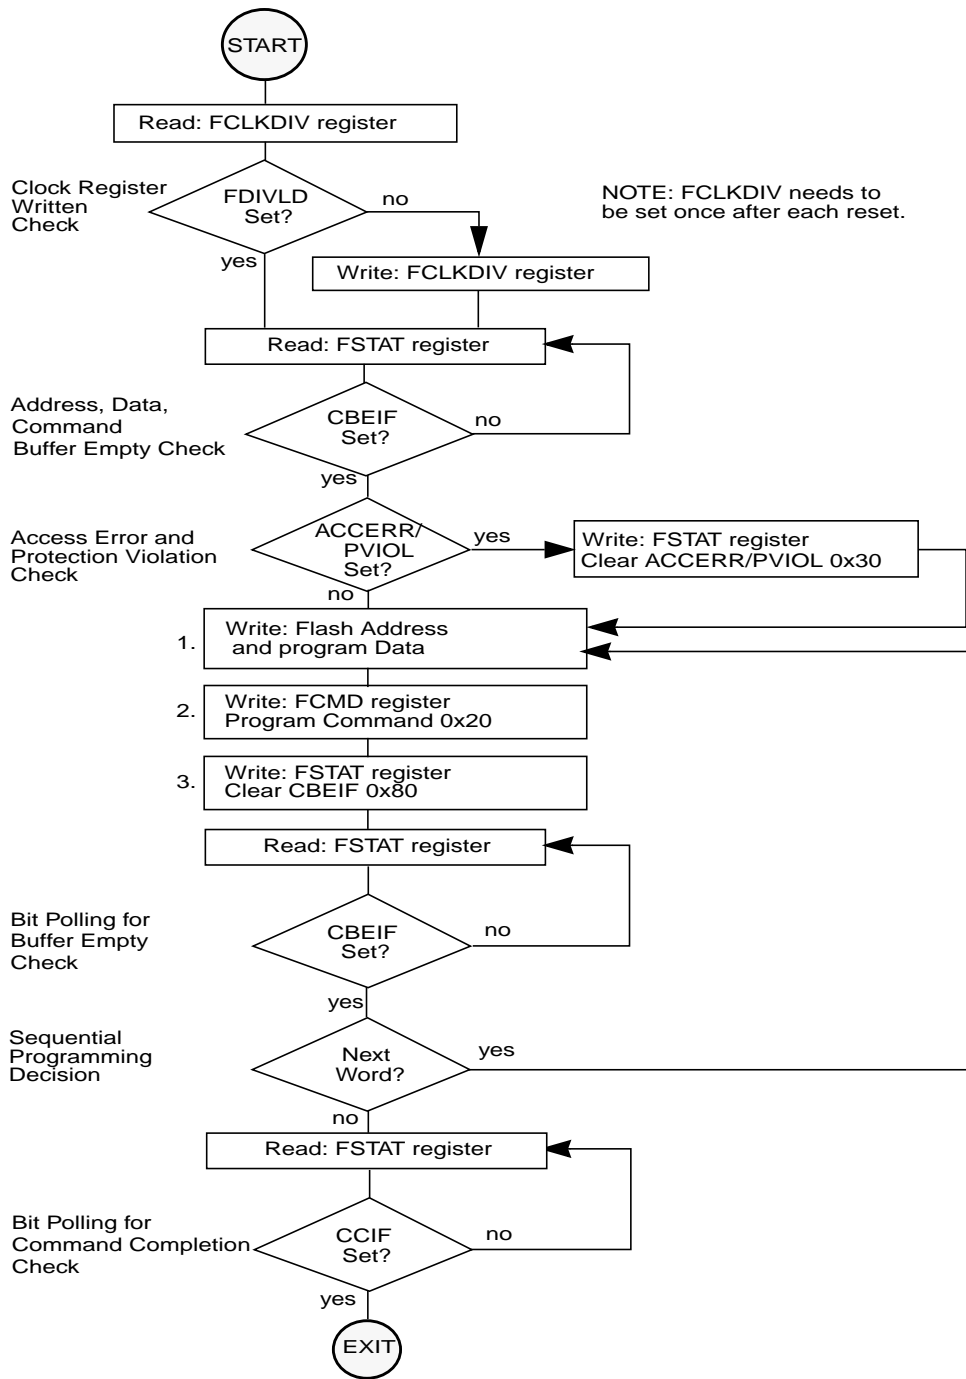 START
Read: FCLKDIV register
Clock Register
Written
Check
FDIVLD
Set?
no
yes
NOTE: FCLKDIV needs to
be set once after each reset.
Write: FCLKDIV register
Read: FSTAT register
Address, Data,
Command
Buffer Empty Check
CBEIF
Set?
no
yes
Access Error and
Protection Violation
Check
ACCERR/
PVIOL
Set?
yes
no
Write: FSTAT register
Clear ACCERR/PVIOL 0x30
1.
Write: Flash Address
and program Data
2.
Write: FCMD register
Program Command 0x20
3.
Write: FSTAT register
Clear CBEIF 0x80
Read: FSTAT register
Bit Polling for
Buffer Empty
Check
CBEIF
Set?
no
yes
Sequential
Programming
Decision
Next
Word?
yes
no
Read: FSTAT register
Bit Polling for
Command Completion
Check
CCIF
Set?
no
yes
EXIT